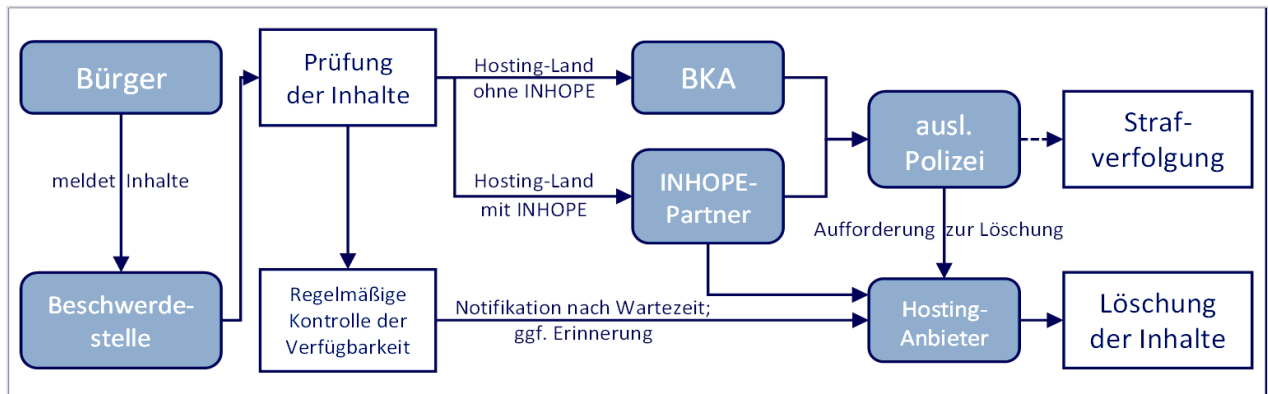 Bürger
meldet Inhalte
Beschwerde-
stelle
Prüfung
der Inhalte
Regelmäßige
Kontrolle der
Verfügbarkeit
Hosting-Land
ohne INHOPE
BKA
Hosting-Land
mit INHOPE
INHOPE-
Partner
Notifikation nach Wartezeit;
ggf. Erinnerung
ausl.
Polizei
Aufforderung zur Löschung
Hosting-
Anbieter
Straf-
verfolgung
Löschung
der Inhalte